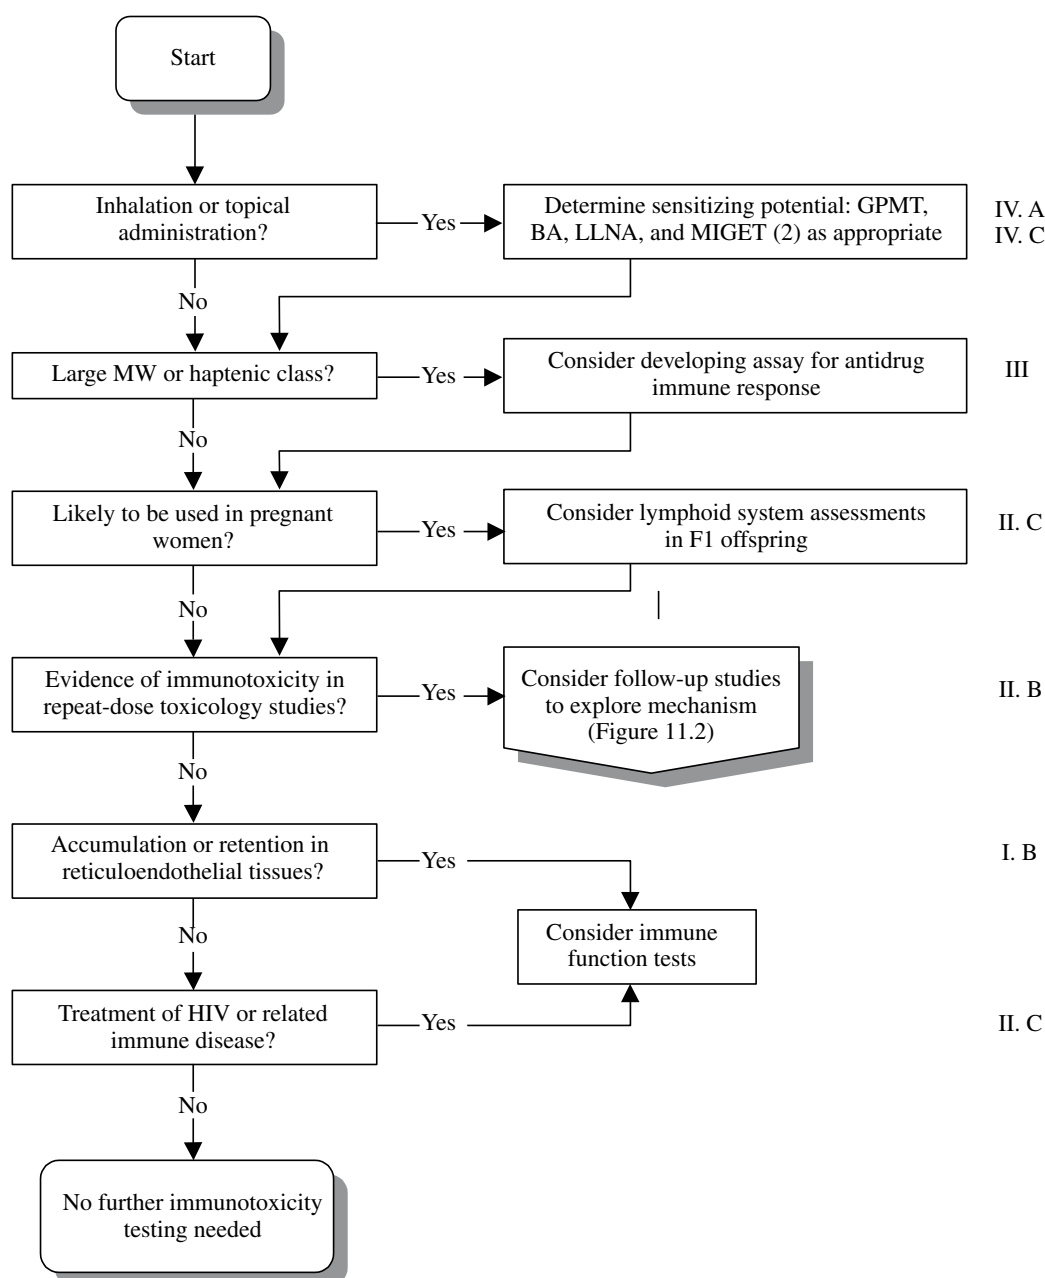 Start
Inhalation or topical
administration?
Yes
Determine sensitizing potential: GPMT,
BA, LLNA, and MIGET (2) as appropriate
IV. A
IV. C
No
Large MW or haptenic class?
Yes
Consider developing assay for antidrug
immune response
III
No
Likely to be used in pregnant
women?
Yes
Consider lymphoid system assessments
in F1 offspring
II. C
No
Evidence of immunotoxicity in
repeat-dose toxicology studies?
Yes
Consider follow-up studies
to explore mechanism
(Figure 11.2)
II. B
No
Accumulation or retention in
reticuloendothelial tissues?
Yes
I. B
Consider immune
function tests
No
Treatment of HIV or related
immune disease?
Yes
II. C
No
No further immunotoxicity
testing needed